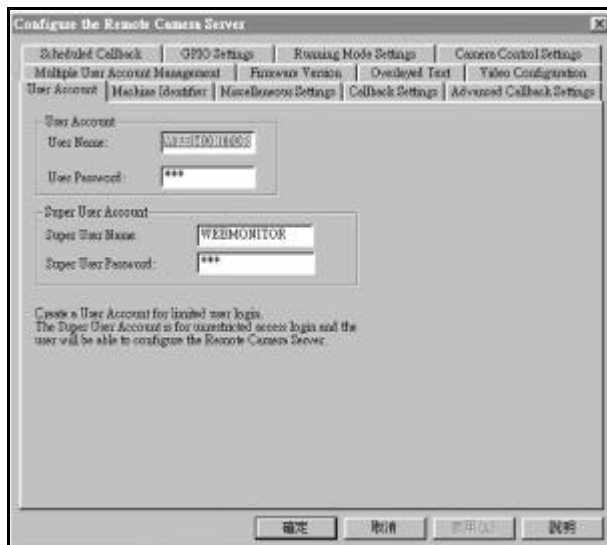 Configure the Remote Camera Server
Scheduled Callback GPIO Settings Running Mode Settings Camera Control Settings
Multiple User Account Management Firmware Version Overlayed Text Video Configuration
User Account Machine Identifier Miscellaneous Settings Callback Settings Advanced Callback Settings
User Account
User Name:
User Password: ***
Super User Account
Super User Name: WEBMONITOR
Super User Password: ***
Create a User Account for limited user login.
The Super User Account is for unrestricted access login and the
user will be able to configure the Remote Camera Server.
確定 取消 套用(A) 說明